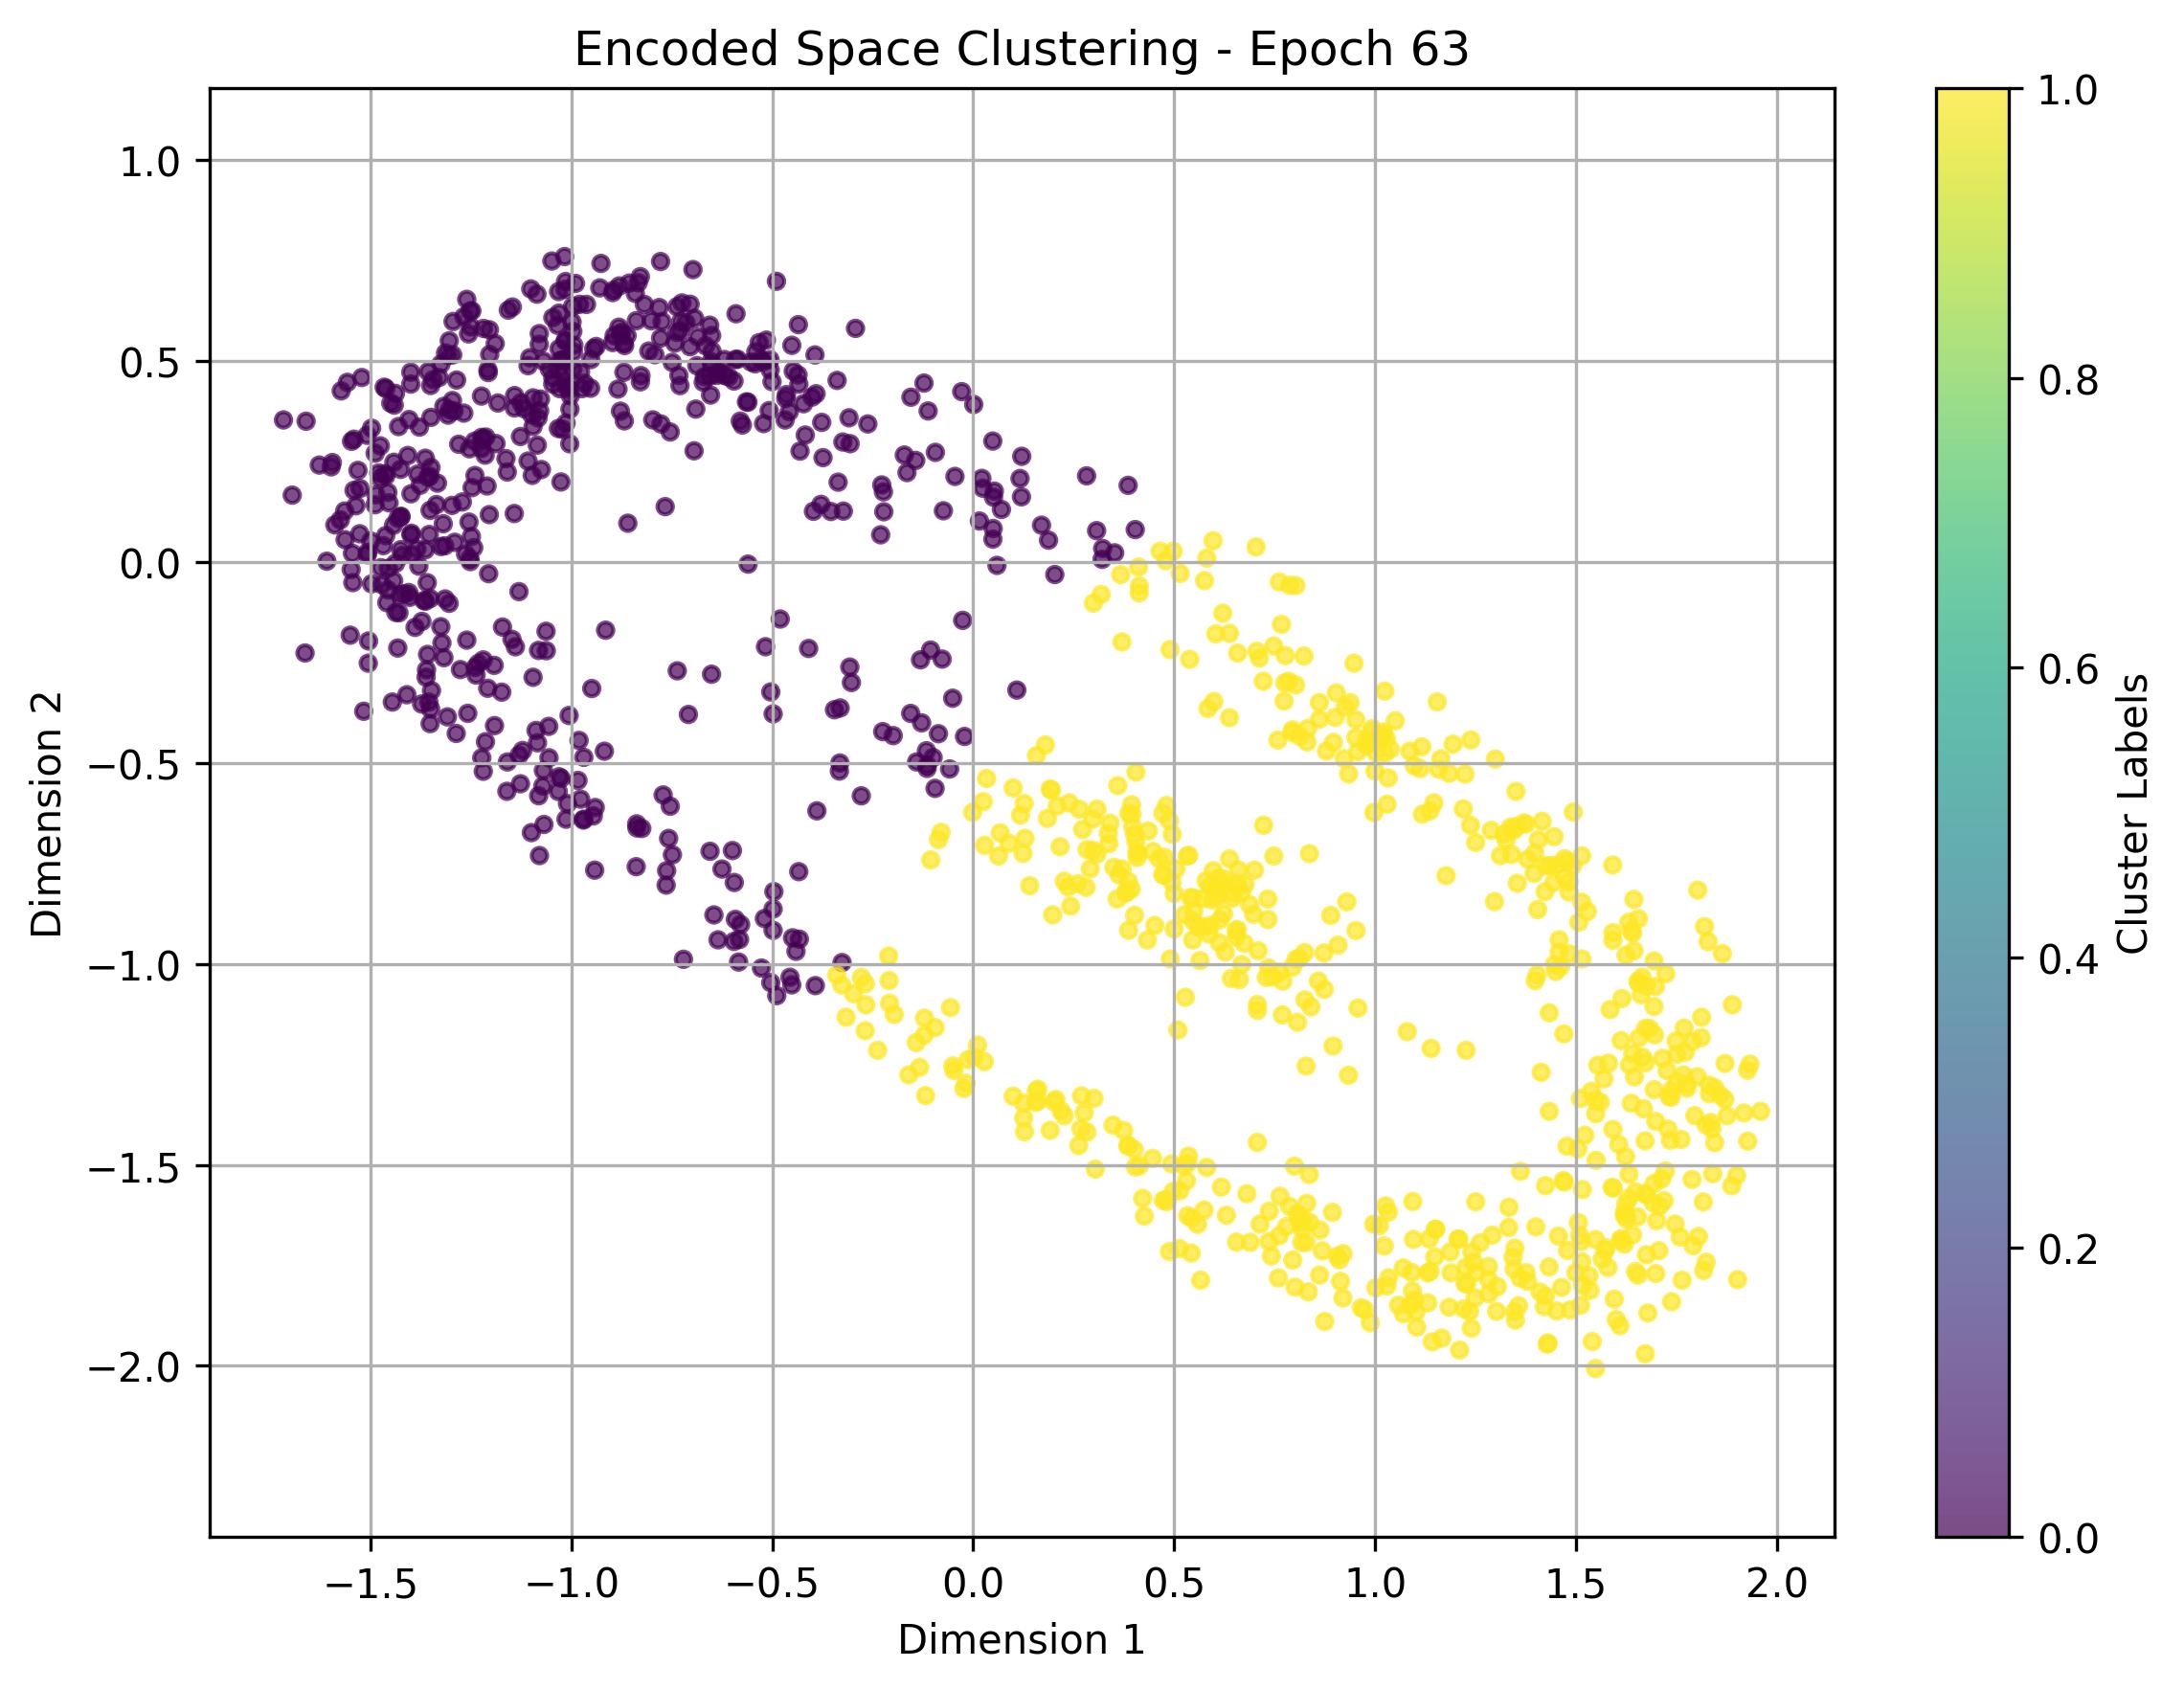 Encoded Space Clustering - Epoch 63
1.0
0.5
0.0
−0.5
−1.0
−1.5
−2.0
Dimension 2
−1.5 −1.0 −0.5 0.0 0.5 1.0 1.5 2.0
Dimension 1
1.0
0.8
0.6
0.4
0.2
0.0
Cluster Labels